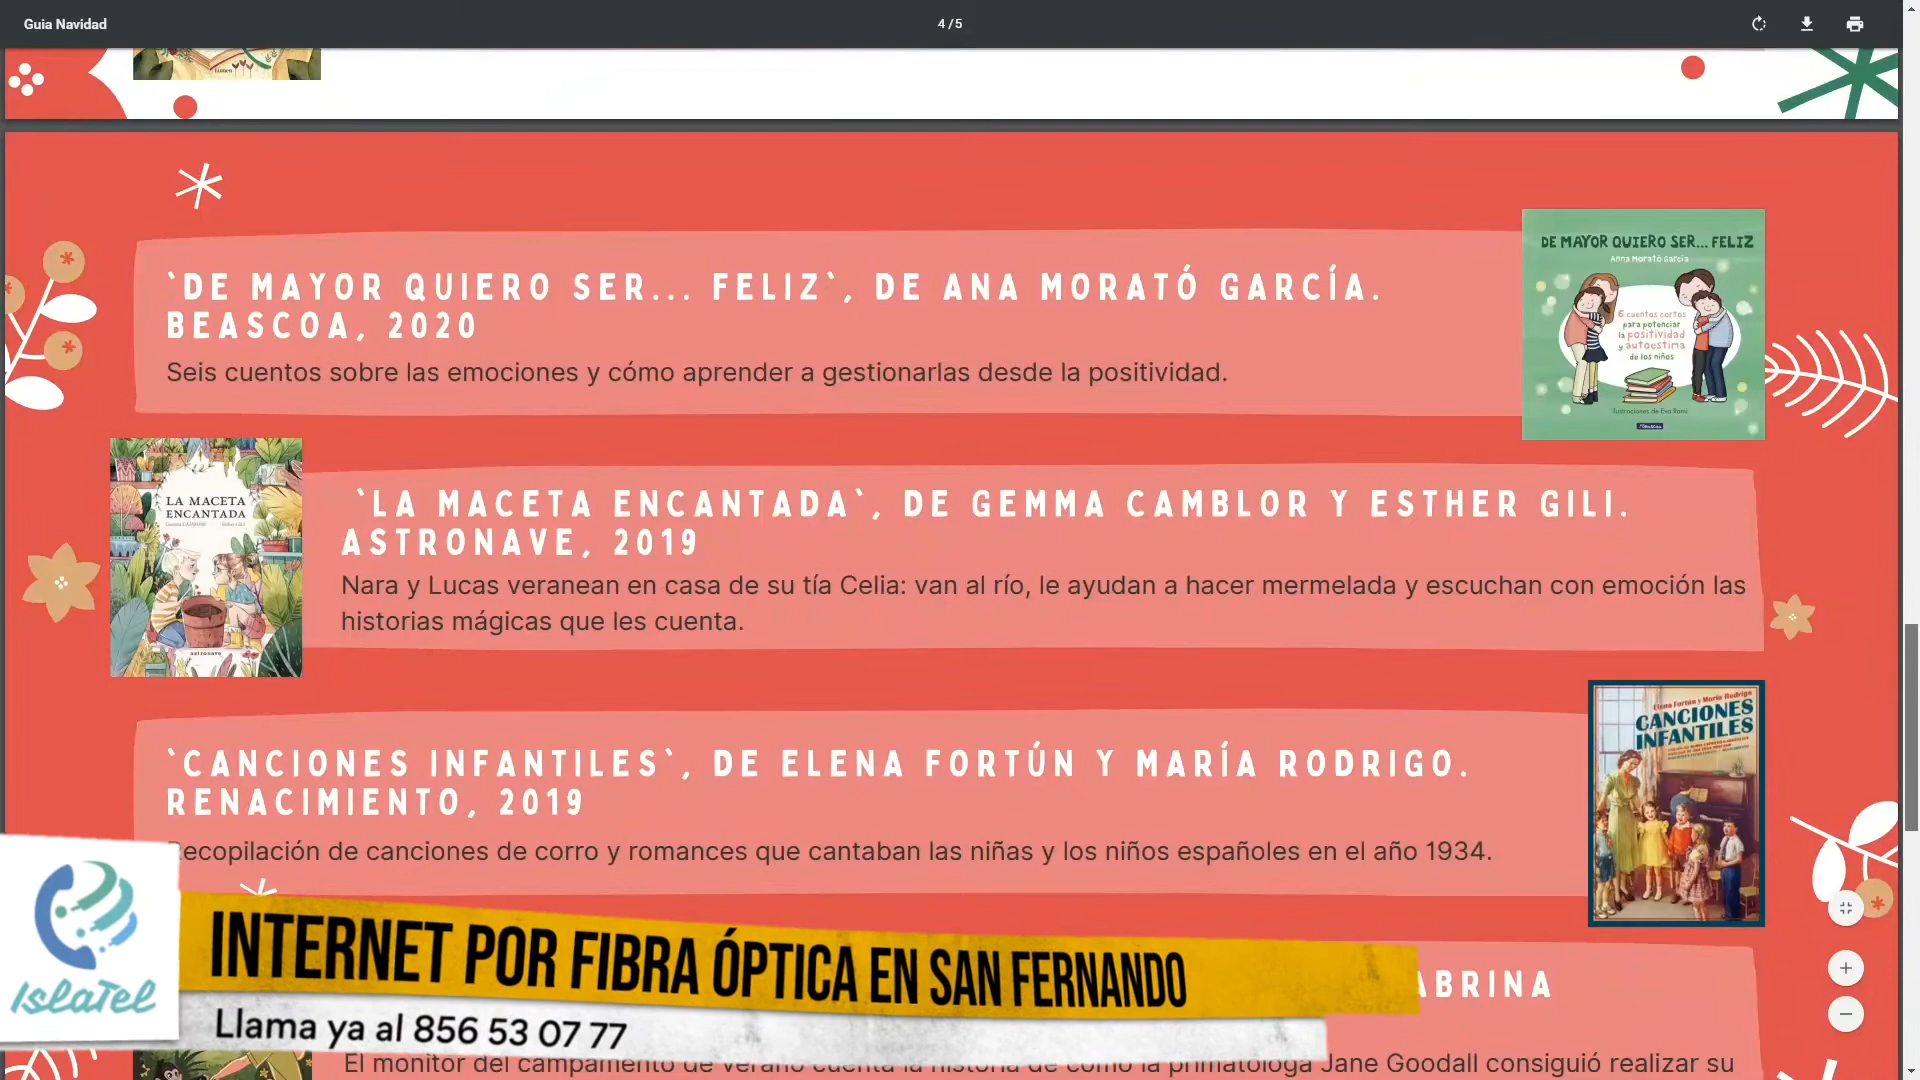 Guia Navidad
4 / 5
lumen
`DE MAYOR QUIERO SER... FELIZ`, DE ANA MORATÓ GARCÍA.
BEASCOA, 2020
Seis cuentos sobre las emociones y cómo aprender a gestionarlas desde la positividad.
DE MAYOR QUIERO SER... FELIZ
Anna Morató García
6 cuentos cortos
para potenciar
la positividad
y autoestima
de los niños
Ilustraciones de Eva Rami
LA MACETA
ENCANTADA
astronave
`LA MACETA ENCANTADA`, DE GEMMA CAMBLOR Y ESTHER GILI.
ASTRONAVE, 2019
Nara y Lucas veranean en casa de su tía Celia: van al río, le ayudan a hacer mermelada y escuchan con emoción las
historias mágicas que les cuenta.
`CANCIONES INFANTILES`, DE ELENA FORTÚN Y MARÍA RODRIGO.
RENACIMIENTO, 2019
Recopilación de canciones de corro y romances que cantaban las niñas y los niños españoles en el año 1934.
Elena Fortún y María Rodrigo
CANCIONES
INFANTILES
ABRINA
El monitor del campamento de verano cuenta la historia de cómo la primatóloga Jane Goodall consiguió realizar su
IslaTel
INTERNET POR FIBRA ÓPTICA EN SAN FERNANDO
Llama ya al 856 53 07 77